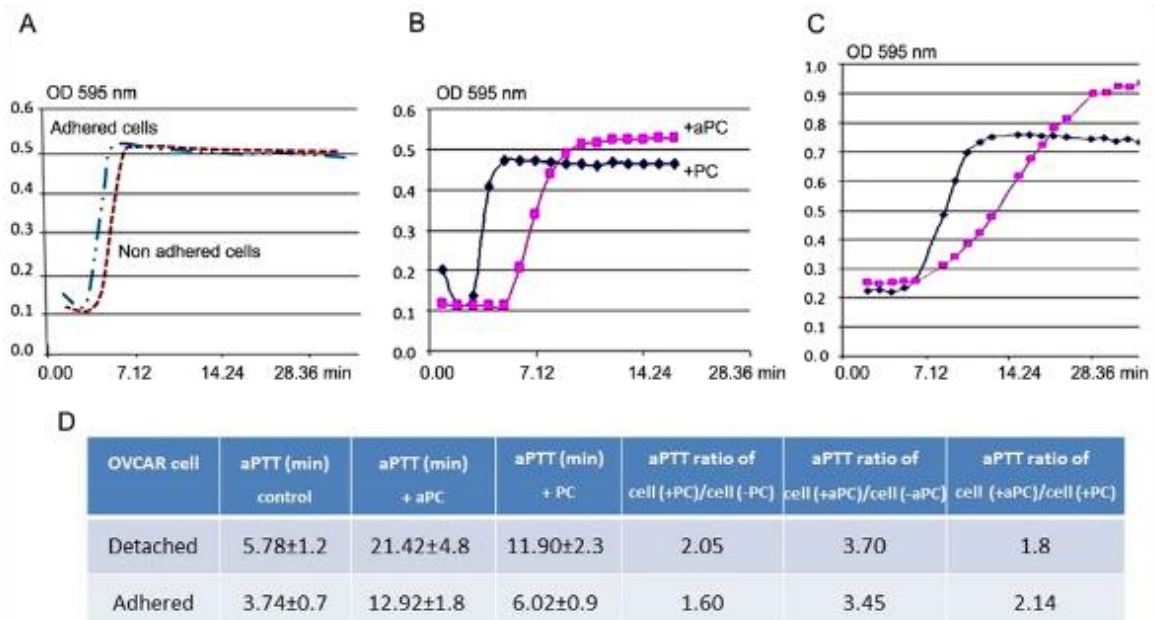 A
B
C
OD 595 nm
OD 595 nm
OD 595 nm
0.6
0.5
0.4
0.3
0.2
0.1
0.0
Adhered cells
Non adhered cells
0.00 7.12 14.24 28.36 min
0.6
0.5
0.4
0.3
0.2
0.1
0.0
+aPC
+PC
0.00 7.12 14.24 28.36 min
1.0
0.9
0.8
0.7
0.6
0.5
0.4
0.3
0.2
0.1
0.0
0.00 7.12 14.24 28.36 min
D
OVCAR cell aPTT (min) aPTT (min) aPTT (min) aPTT ratio of aPTT ratio of aPTT ratio of
control + aPC + PC cell (+PC)/cell (-PC) cell (+aPC)/cell (-aPC) cell (+aPC)/cell (+PC)
Detached 5.78±1.2 21.42±4.8 11.90±2.3 2.05 3.70 1.8
Adhered 3.74±0.7 12.92±1.8 6.02±0.9 1.60 3.45 2.14